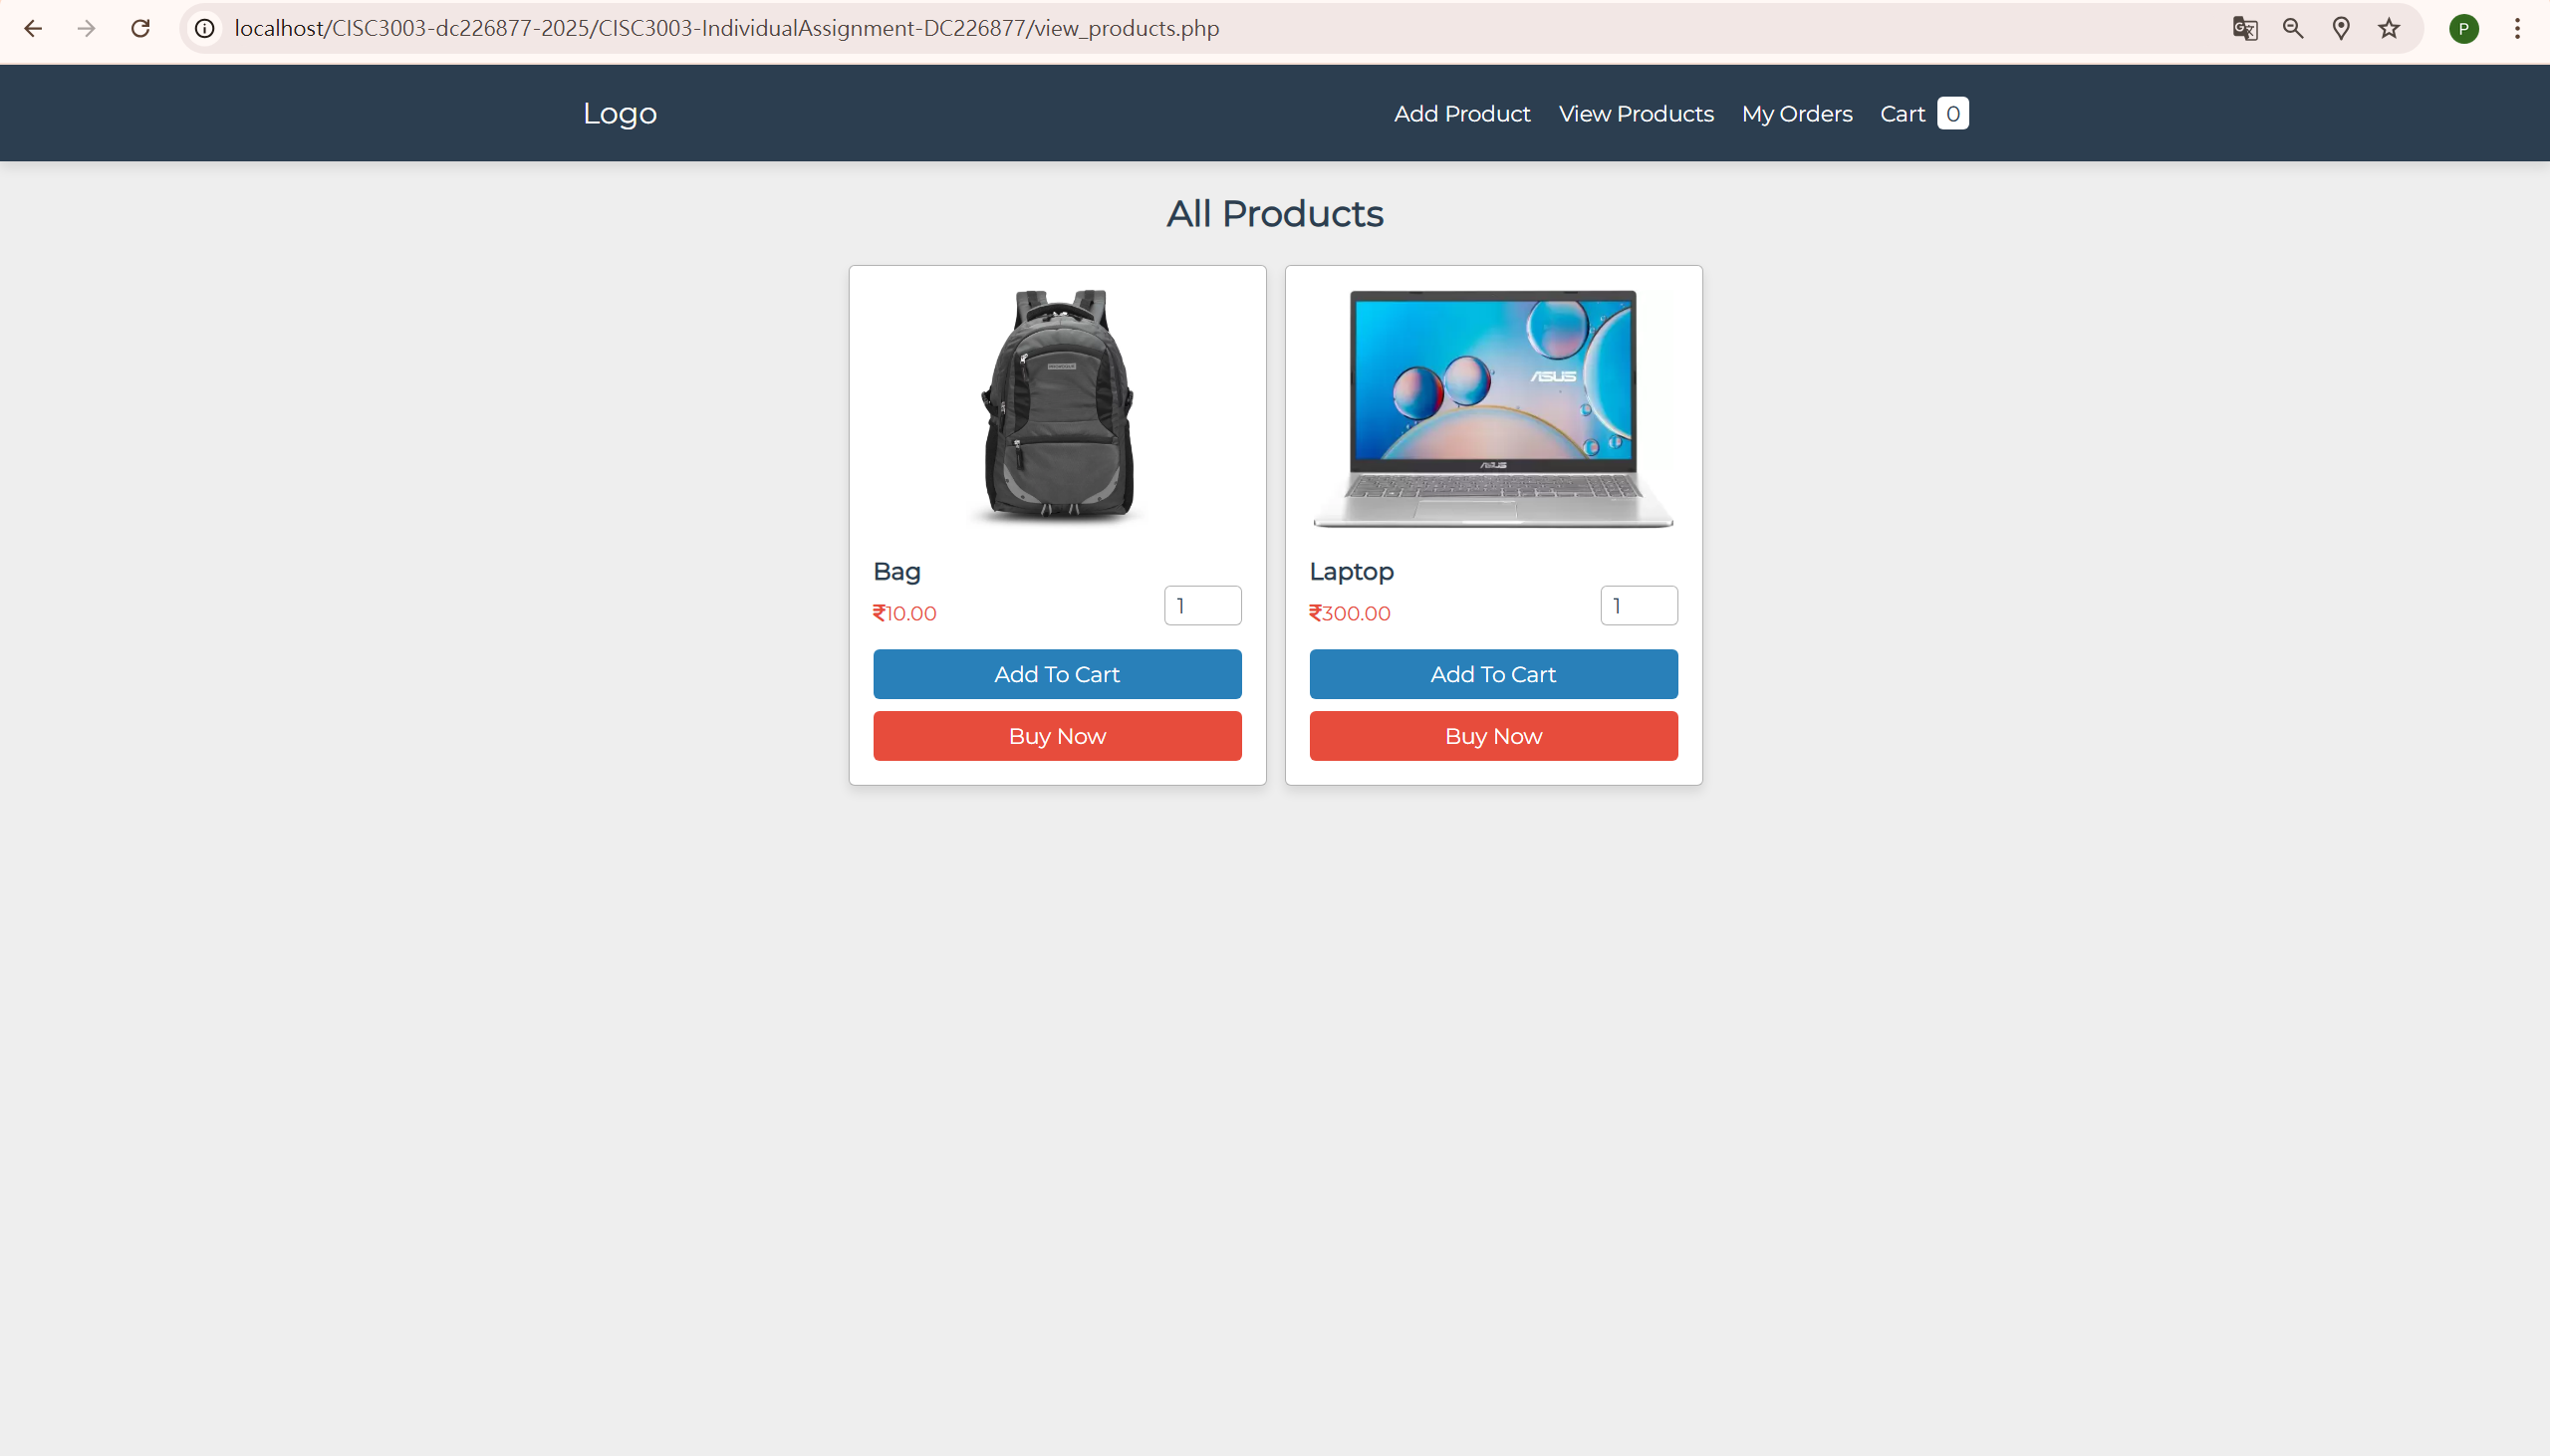 localhost/CISC3003-dc226877-2025/CISC3003-IndividualAssignment-DC226877/view_products.php
P
Logo
Add Product View Products My Orders Cart 0
All Products
ASUS
ASUS
Bag
₹10.00
1
Add To Cart
Buy Now
Laptop
₹300.00
1
Add To Cart
Buy Now